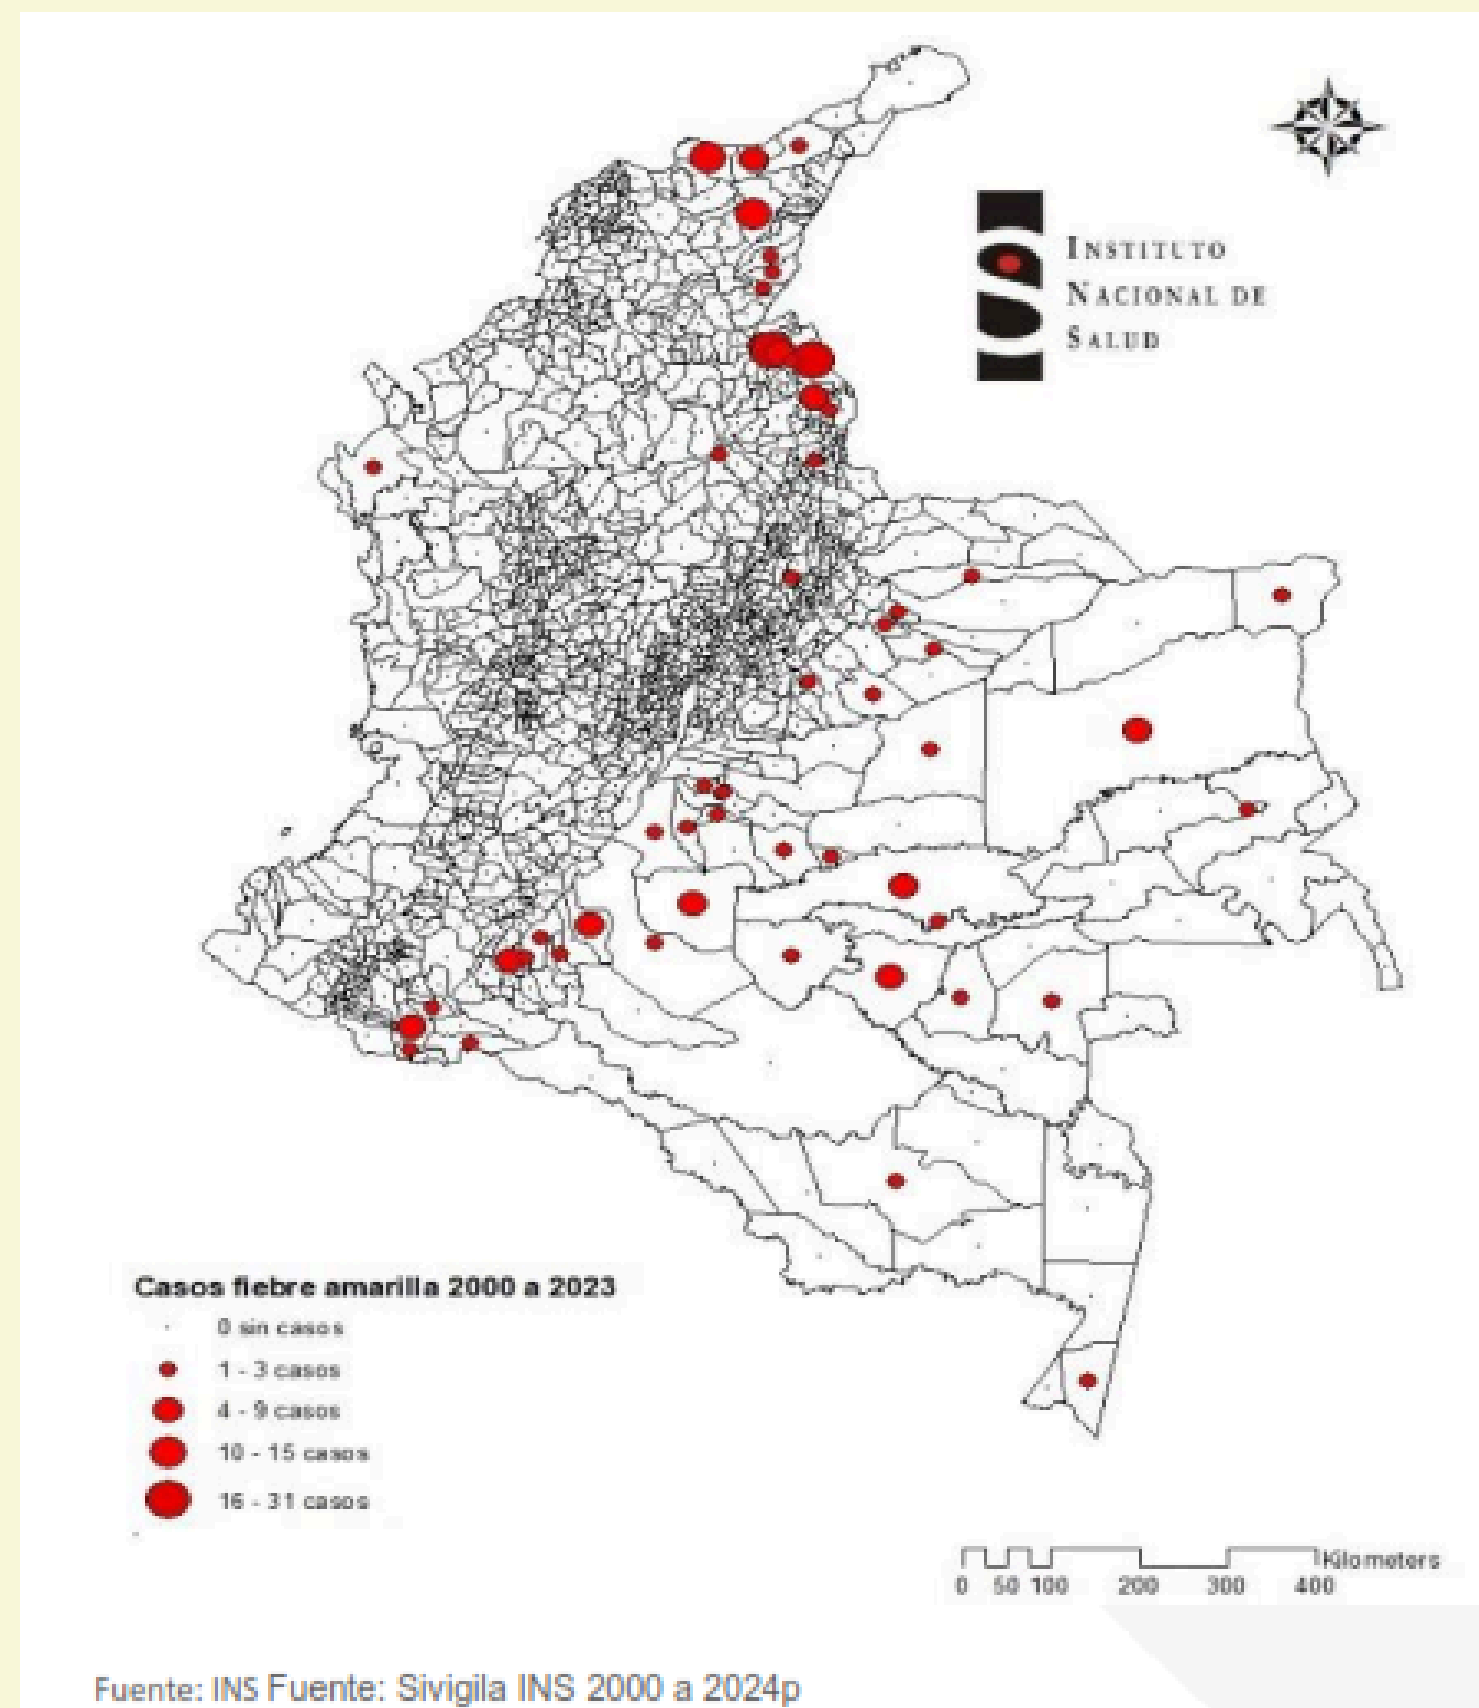 INSTITUTO
NACIONAL DE
SALUD
Casos fiebre amarilla 2000 a 2023
0 sin casos
1 - 3 casos
4 - 9 casos
10 - 15 casos
16 - 31 casos
Kilometers
0 50 100 200 300 400
Fuente: INS Fuente: Sivigila INS 2000 a 2024p